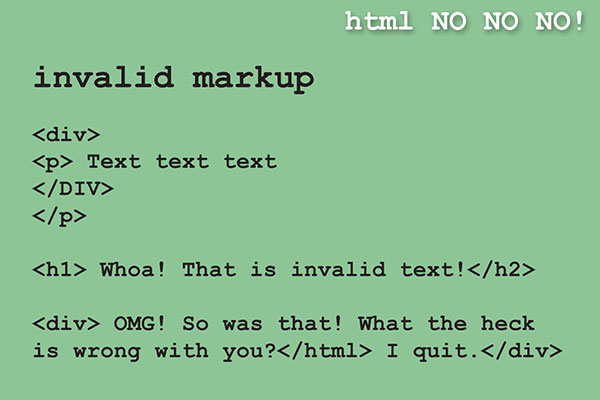 html NO NO NO!
invalid markup
<div>
<p> Text text text
</DIV>
</p>
<h1> Whoa! That is invalid text!</h2>
<div> OMG! So was that! What the heck
is wrong with you?</html> I quit.</div>